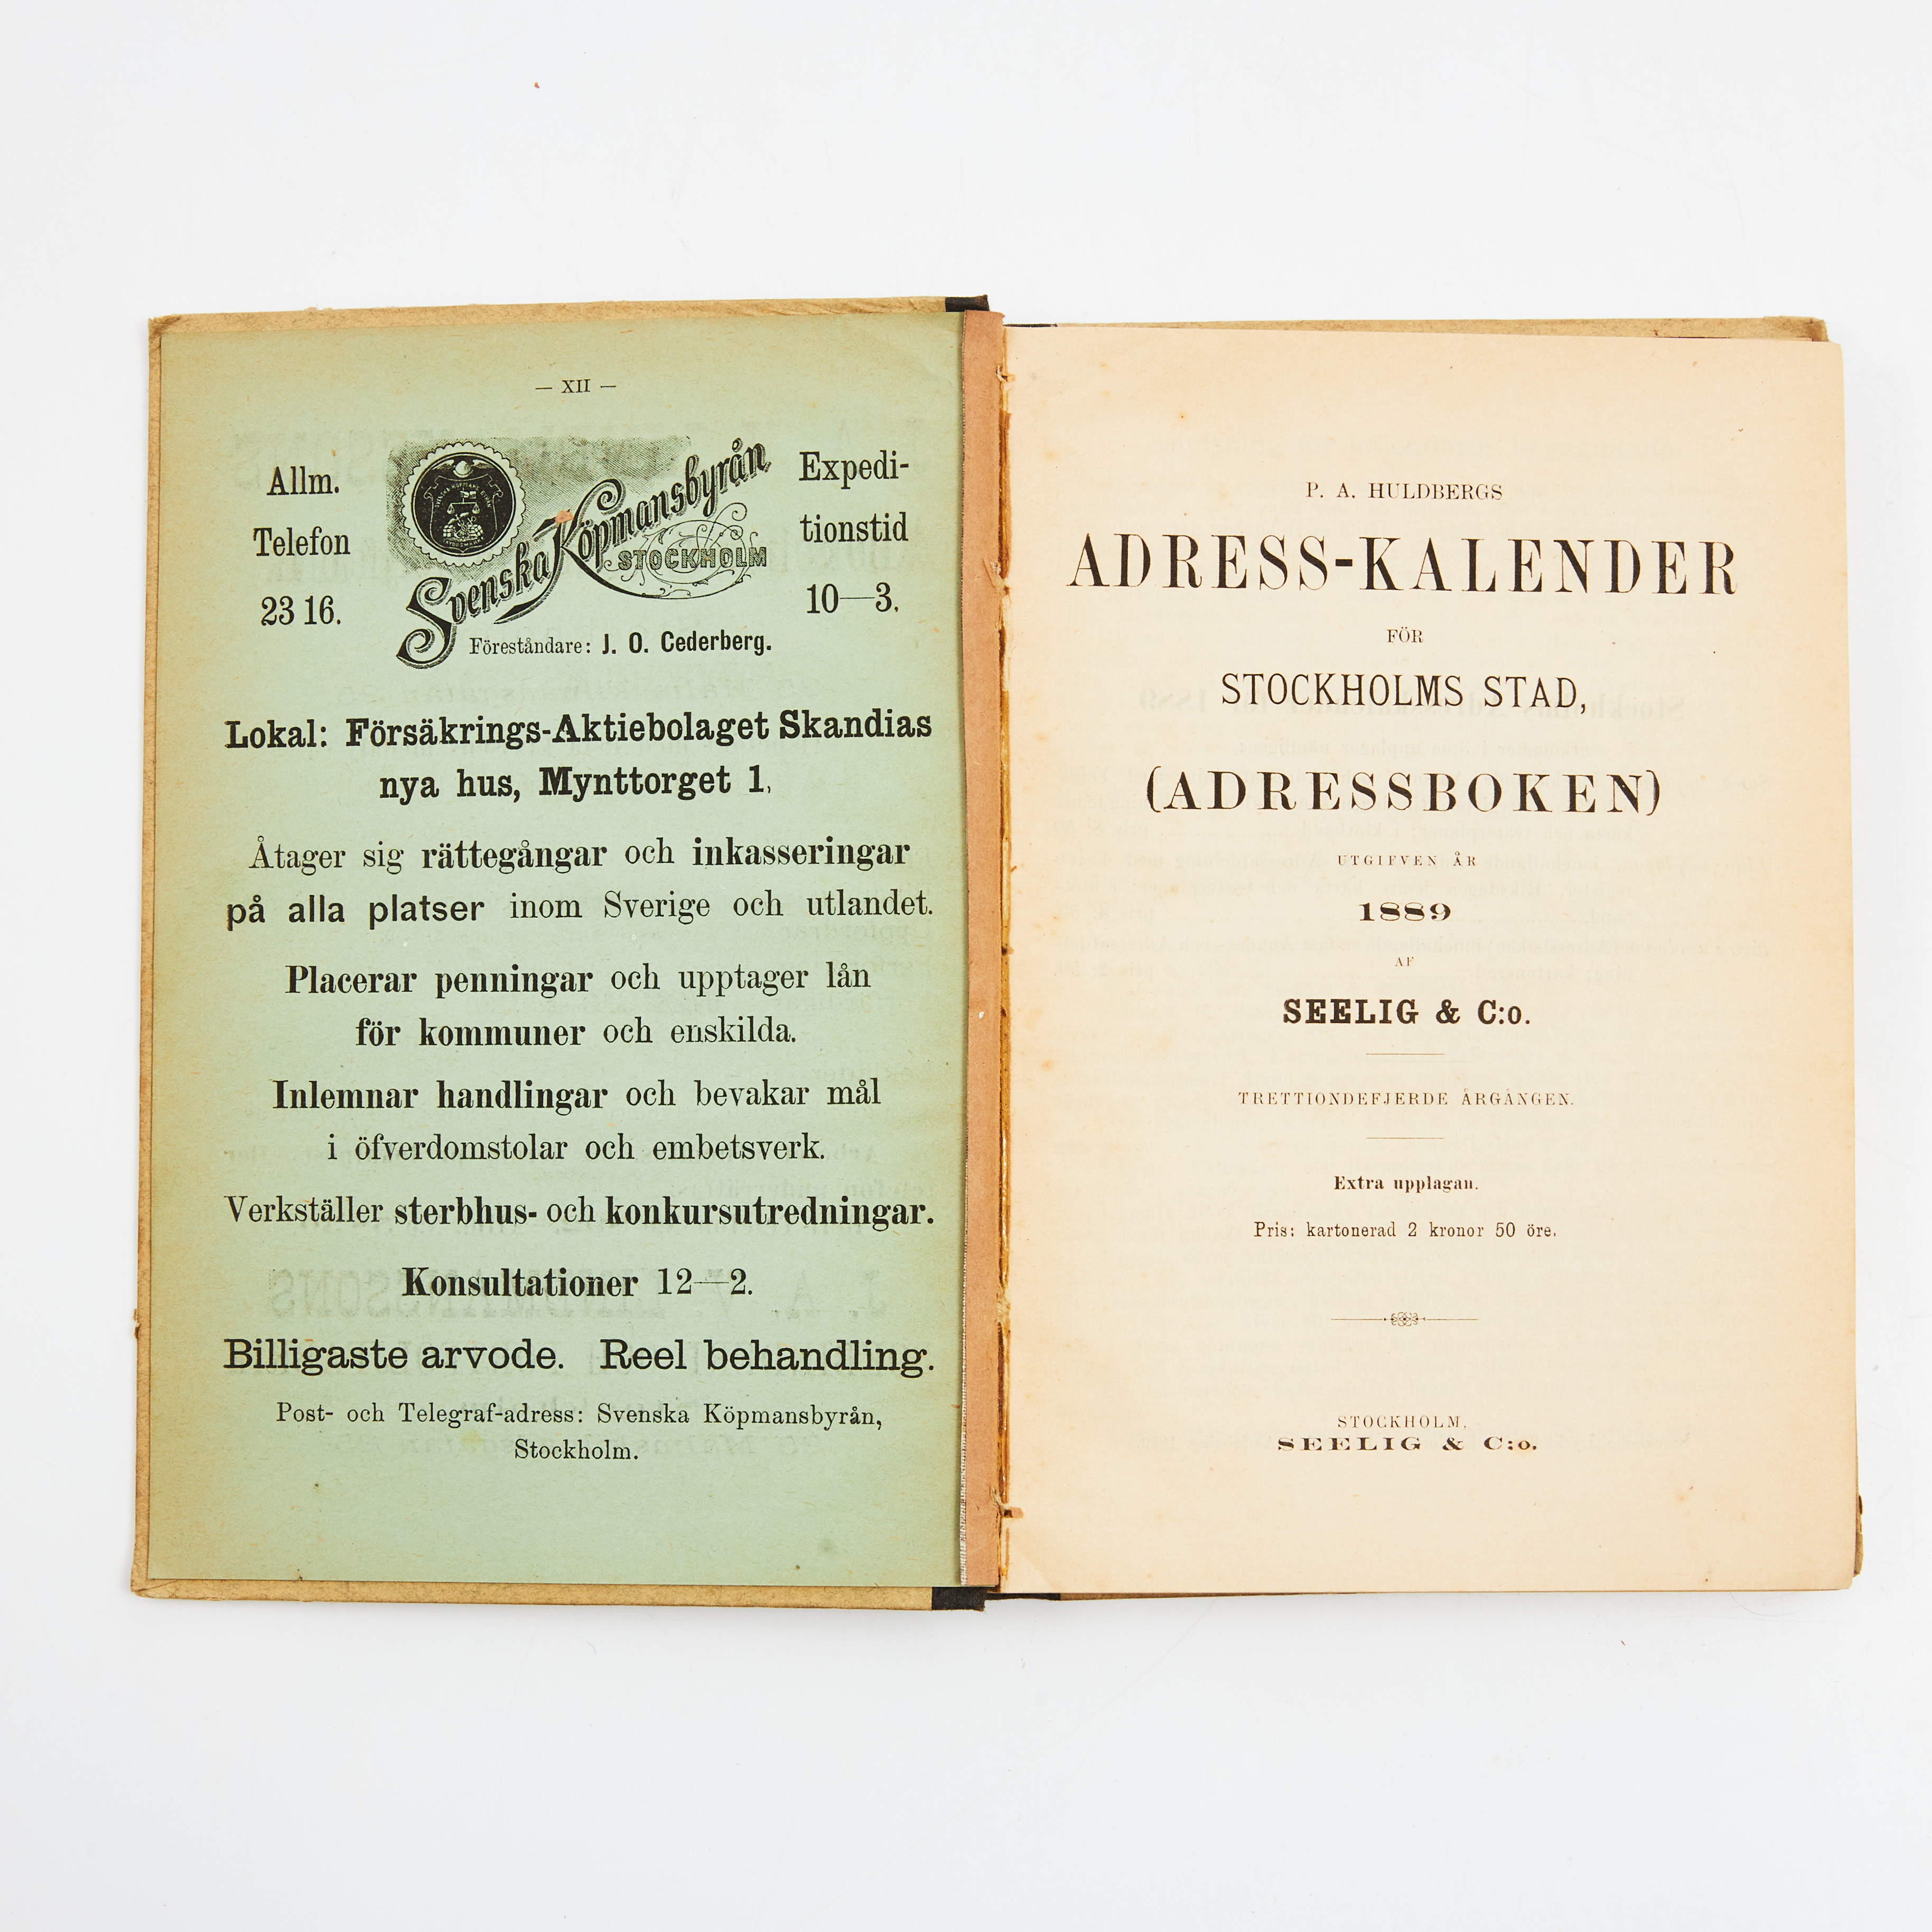 — XII —
Allm.
Telefon
23 16.
Svenska Köpmansbyrån
STOCKHOLM
Föreståndare: J. O. Cederberg.
Expedi-
tionstid
10—3.
Lokal: Försäkrings-Aktiebolaget Skandias
nya hus, Mynttorget 1.
Åtager sig rättegångar och inkasseringar
på alla platser inom Sverige och utlandet.
Placerar penningar och upptager lån
för kommuner och enskilda.
Inlemnar handlingar och bevakar mål
i öfverdomstolar och embetsverk.
Verkställer sterbhus- och konkursutredningar.
Konsultationer 12—2.
Billigaste arvode. Reel behandling.
Post- och Telegraf-adress: Svenska Köpmansbyrån,
Stockholm.
P. A. HULDBERGS
ADRESS-KALENDER
FÖR
STOCKHOLMS STAD,
(ADRESSBOKEN)
UTGIFVEN ÅR
1889
AF
SEELIG & C:o.
TRETTIONDEFJERDE ÅRGÅNGEN.
Extra upplagan.
Pris: kartonerad 2 kronor 50 öre.
STOCKHOLM,
SEELIG & C:o.